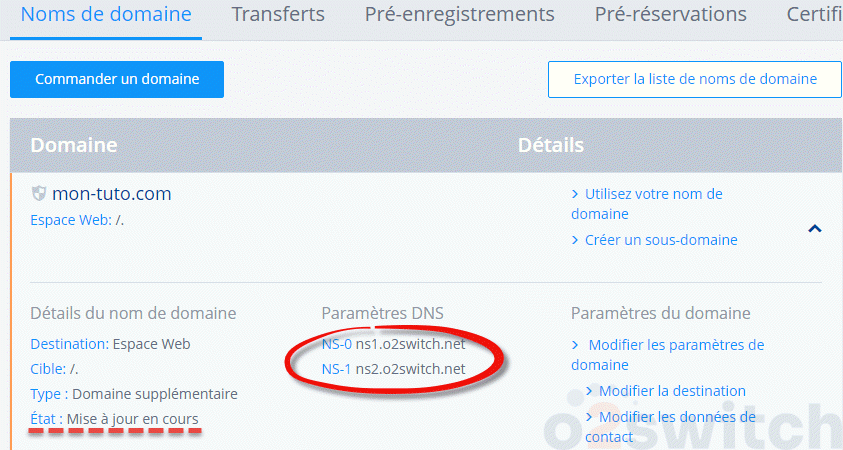 Noms de domaine Transferts Pré-enregistrements Pré-réservations Certifi
Commander un domaine Exporter la liste de noms de domaine
Domaine Détails
mon-tuto.com
Espace Web: /.
> Utilisez votre nom de
domaine
> Créer un sous-domaine
Détails du nom de domaine
Destination: Espace Web
Cible: /.
Type : Domaine supplémentaire
État : Mise à jour en cours
Paramètres DNS
NS-0 ns1.o2switch.net
NS-1 ns2.o2switch.net
Paramètres du domaine
> Modifier les paramètres de
domaine
> Modifier la destination
> Modifier les données de
contact
o2switch